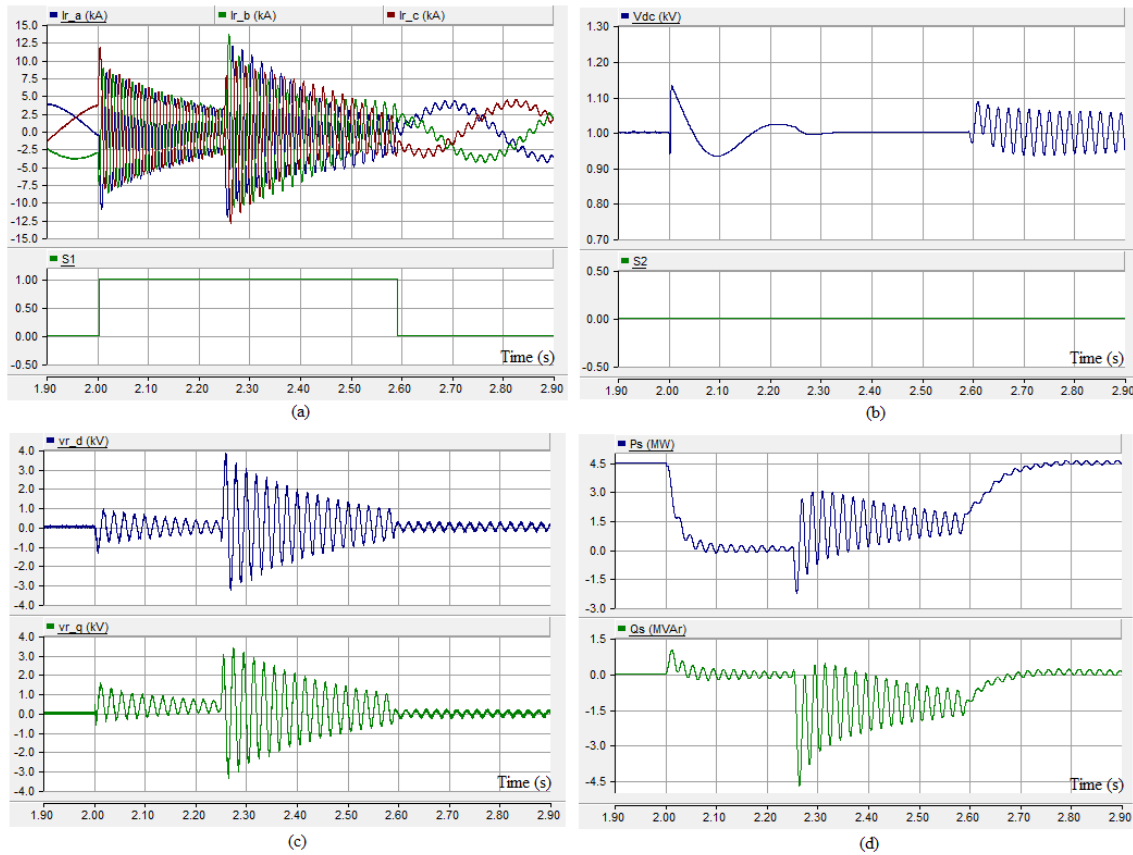 Ir_a (kA) Ir_b (kA) Ir_c (kA)
15.0
12.5
10.0
7.5
5.0
2.5
0.0
-2.5
-5.0
-7.5
-10.0
-12.5
-15.0
S1
1.00
0.50
0.00
-0.50
Time (s)
1.90 2.00 2.10 2.20 2.30 2.40 2.50 2.60 2.70 2.80 2.90
(a)
Vdc (kV)
1.30
1.20
1.10
1.00
0.90
0.80
0.70
S2
0.50
0.00
-0.50
Time (s)
1.90 2.00 2.10 2.20 2.30 2.40 2.50 2.60 2.70 2.80 2.90
(b)
vr_d (kV)
4.0
3.0
2.0
1.0
0.0
-1.0
-2.0
-3.0
-4.0
vr_q (kV)
4.0
3.0
2.0
1.0
0.0
-1.0
-2.0
-3.0
-4.0
Time (s)
1.90 2.00 2.10 2.20 2.30 2.40 2.50 2.60 2.70 2.80 2.90
(c)
Ps (MW)
4.5
3.0
1.5
0.0
-1.5
-3.0
Qs (MVAr)
1.5
0.0
-1.5
-3.0
-4.5
Time (s)
1.90 2.00 2.10 2.20 2.30 2.40 2.50 2.60 2.70 2.80 2.90
(d)